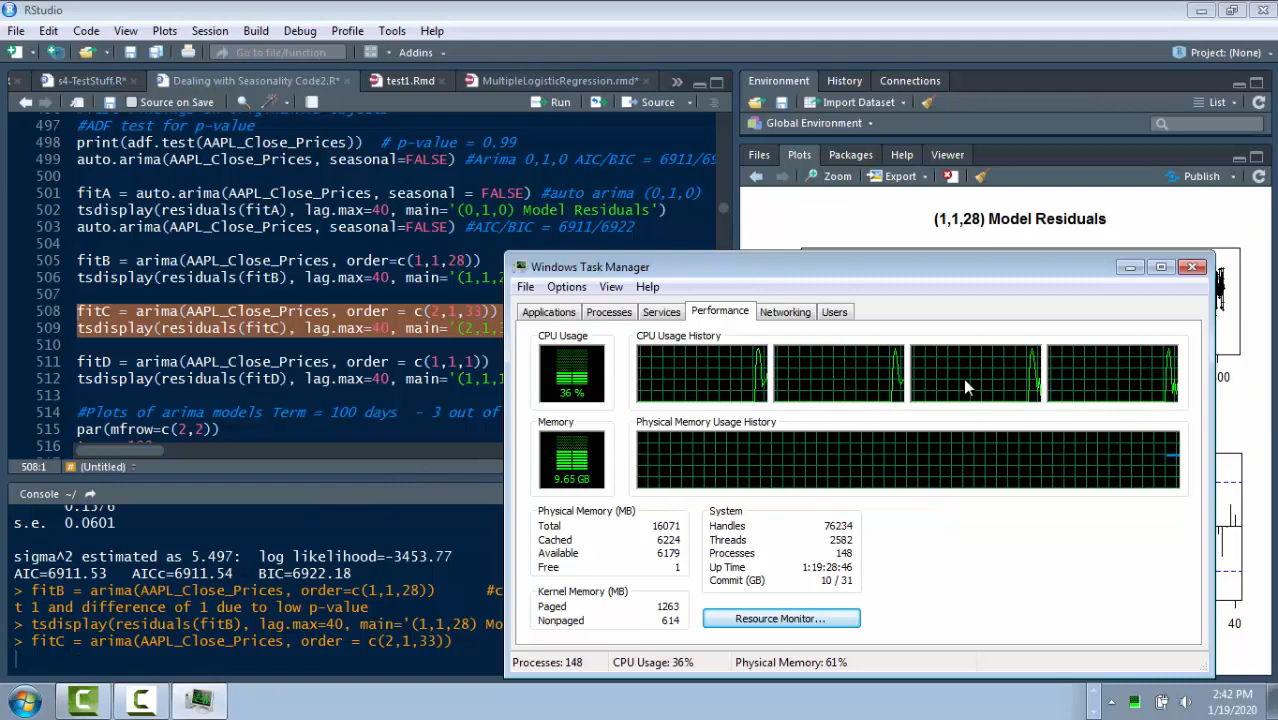 RStudio
File Edit Code View Plots Session Build Debug Profile Tools Help
Go to file/function Addins Project: (None)
s4-TestStuff.R* Dealing with Seasonality Code2.R* test1.Rmd MultipleLogisticRegression.rmd*
Source on Save Run Source
497 #ADF test for p-value
498 print(adf.test(AAPL_Close_Prices)) # p-value = 0.99
499 auto.arima(AAPL_Close_Prices, seasonal=FALSE) #Arima 0,1,0 AIC/BIC = 6911/69
500
501 fitA = auto.arima(AAPL_Close_Prices, seasonal = FALSE) #auto arima (0,1,0)
502 tsdisplay(residuals(fitA), lag.max=40, main='(0,1,0) Model Residuals')
503 auto.arima(AAPL_Close_Prices, seasonal=FALSE) #AIC/BIC = 6911/6922
504
505 fitB = arima(AAPL_Close_Prices, order=c(1,1,28))
506 tsdisplay(residuals(fitB), lag.max=40, main='(1,1,2
507
508 fitC = arima(AAPL_Close_Prices, order = c(2,1,33))
509 tsdisplay(residuals(fitC), lag.max=40, main='(2,1,3
510
511 fitD = arima(AAPL_Close_Prices, order = c(1,1,1))
512 tsdisplay(residuals(fitD), lag.max=40, main='(1,1,1
513
514 #Plots of arima models Term = 100 days - 3 out of
515 par(mfrow=c(2,2))
516
508:1 (Untitled)
Console ~/
s.e. 0.0601
sigma^2 estimated as 5.497: log likelihood=-3453.77
AIC=6911.53 AICc=6911.54 BIC=6922.18
> fitB = arima(AAPL_Close_Prices, order=c(1,1,28)) #c
t 1 and difference of 1 due to low p-value
> tsdisplay(residuals(fitB), lag.max=40, main='(1,1,28) Mo
> fitC = arima(AAPL_Close_Prices, order = c(2,1,33))
Environment History Connections
Import Dataset List
Global Environment
Files Plots Packages Help Viewer
Zoom Export Publish
(1,1,28) Model Residuals
00
40
Windows Task Manager
File Options View Help
Applications Processes Services Performance Networking Users
CPU Usage CPU Usage History
36 %
Memory Physical Memory Usage History
9.65 GB
Physical Memory (MB)
Total 16071
Cached 6224
Available 6179
Free 1
Kernel Memory (MB)
Paged 1263
Nonpaged 614
System
Handles 76234
Threads 2582
Processes 148
Up Time 1:19:28:46
Commit (GB) 10 / 31
Resource Monitor...
Processes: 148 CPU Usage: 36% Physical Memory: 61%
2:42 PM
1/19/2020